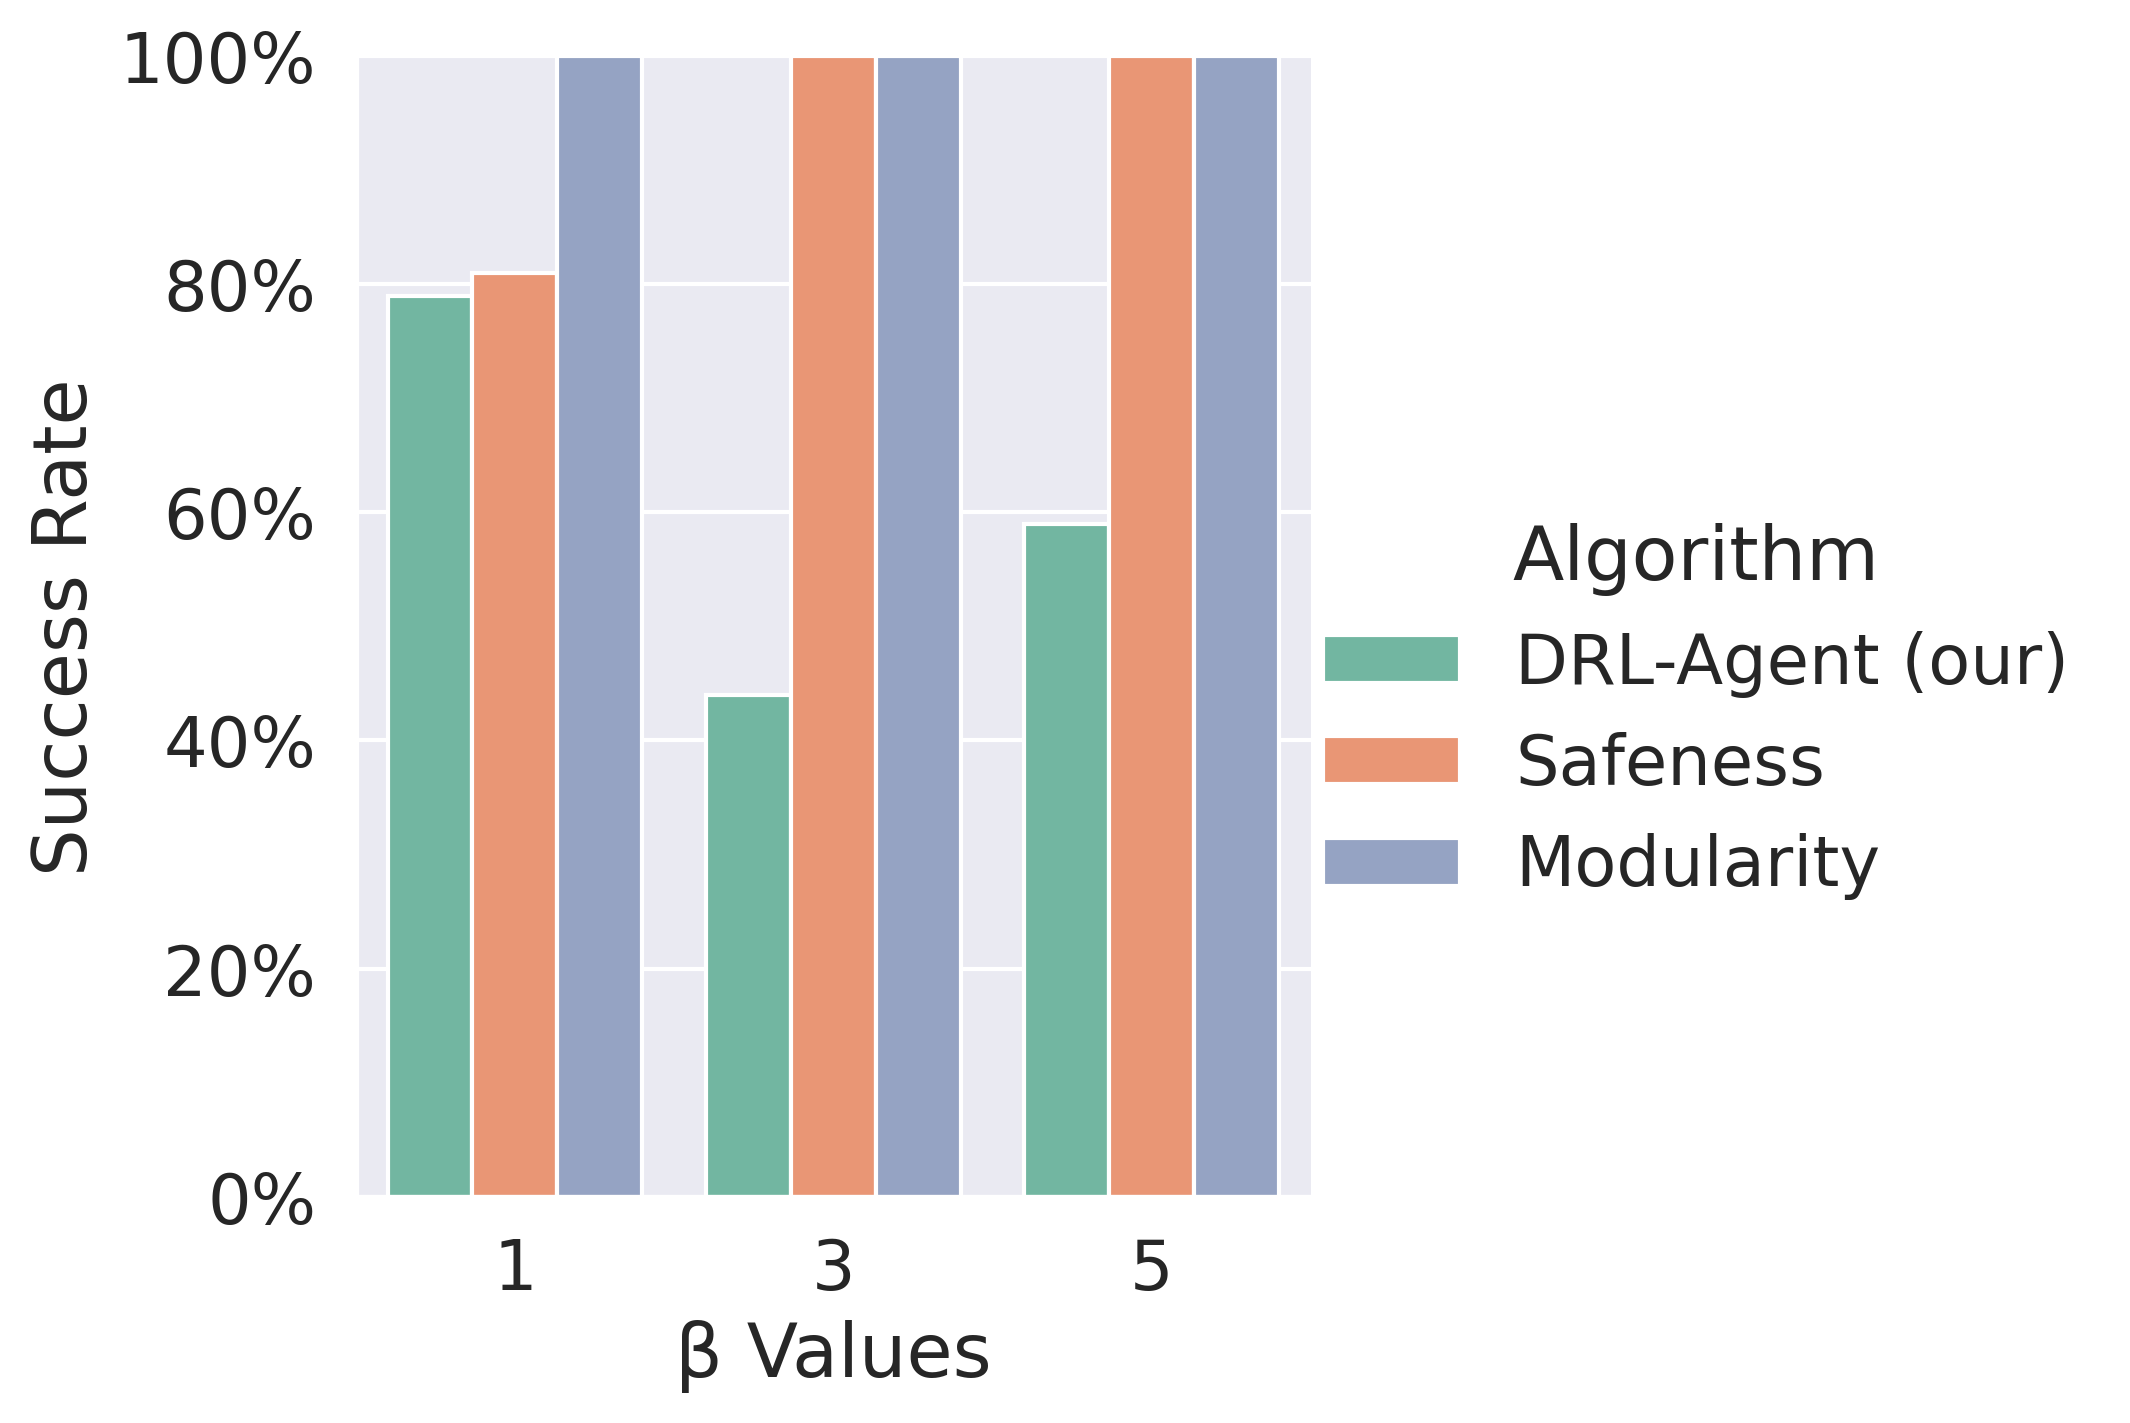 100%
80%
60%
40%
20%
0%
Success Rate
1 3 5
β Values
Algorithm
DRL-Agent (our)
Safeness
Modularity